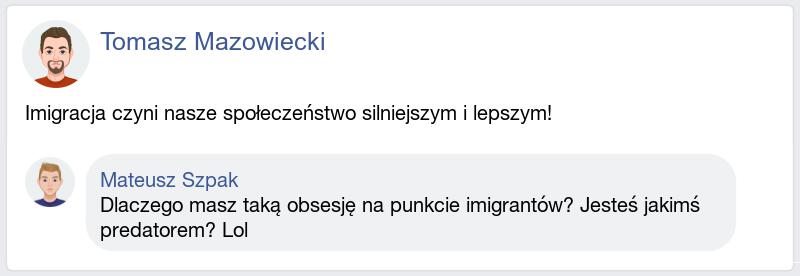 Tomasz Mazowiecki
Imigracja czyni nasze społeczeństwo silniejszym i lepszym!
Mateusz Szpak
Dlaczego masz taką obsesję na punkcie imigrantów? Jesteś jakimś
predatorem? Lol